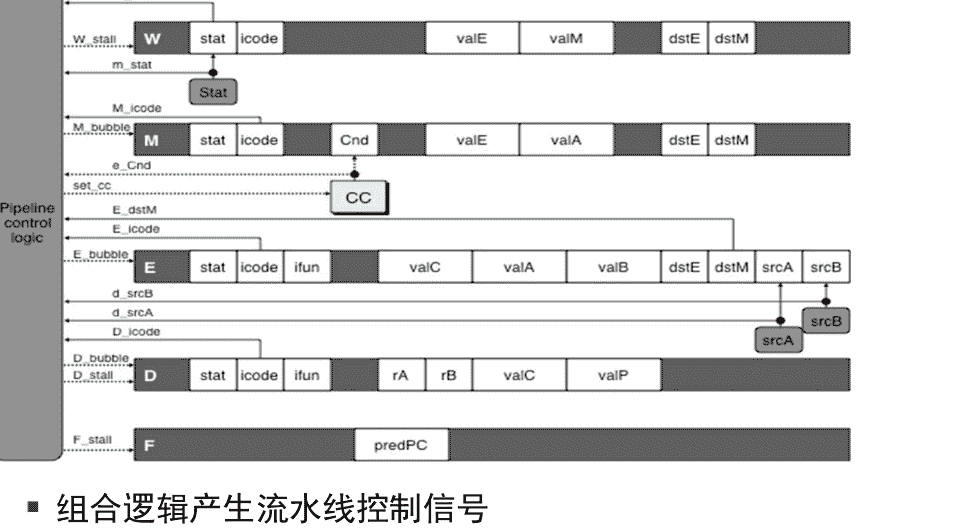 W_stall
W stat icode valE valM dstE dstM
m_stat
Stat
M_icode
M_bubble
M stat icode Cnd valE valA dstE dstM
e_Cnd
set_cc
CC
Pipeline
control
logic
E_dstM
E_icode
E_bubble
E stat icode ifun valC valA valB dstE dstM srcA srcB
d_srcB
d_srcA
srcB
srcA
D_icode
D_bubble
D_stall
D stat icode ifun rA rB valC valP
F_stall
F predPC
组合逻辑产生流水线控制信号